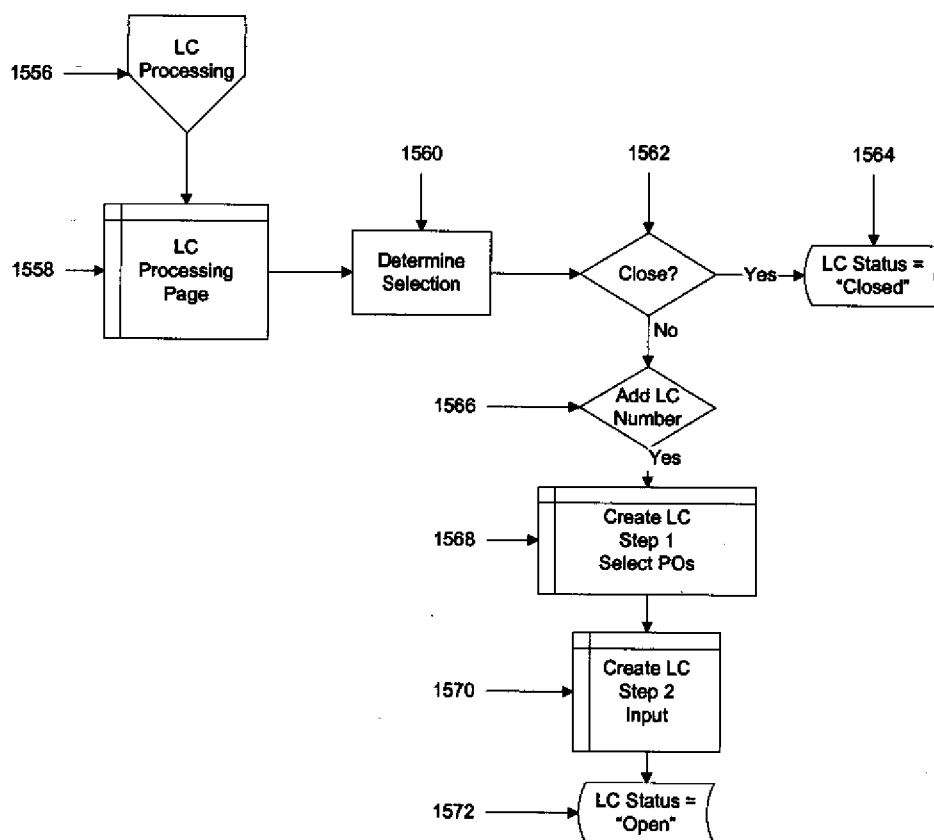 LC
Processing
1556
1560
1562
1564
LC
Processing
Page
1558
Determine
Selection
Close?
Yes
LC Status =
"Closed"
No
Add LC
Number
1566
Yes
Create LC
Step 1
Select POs
1568
Create LC
Step 2
Input
1570
LC Status =
"Open"
1572